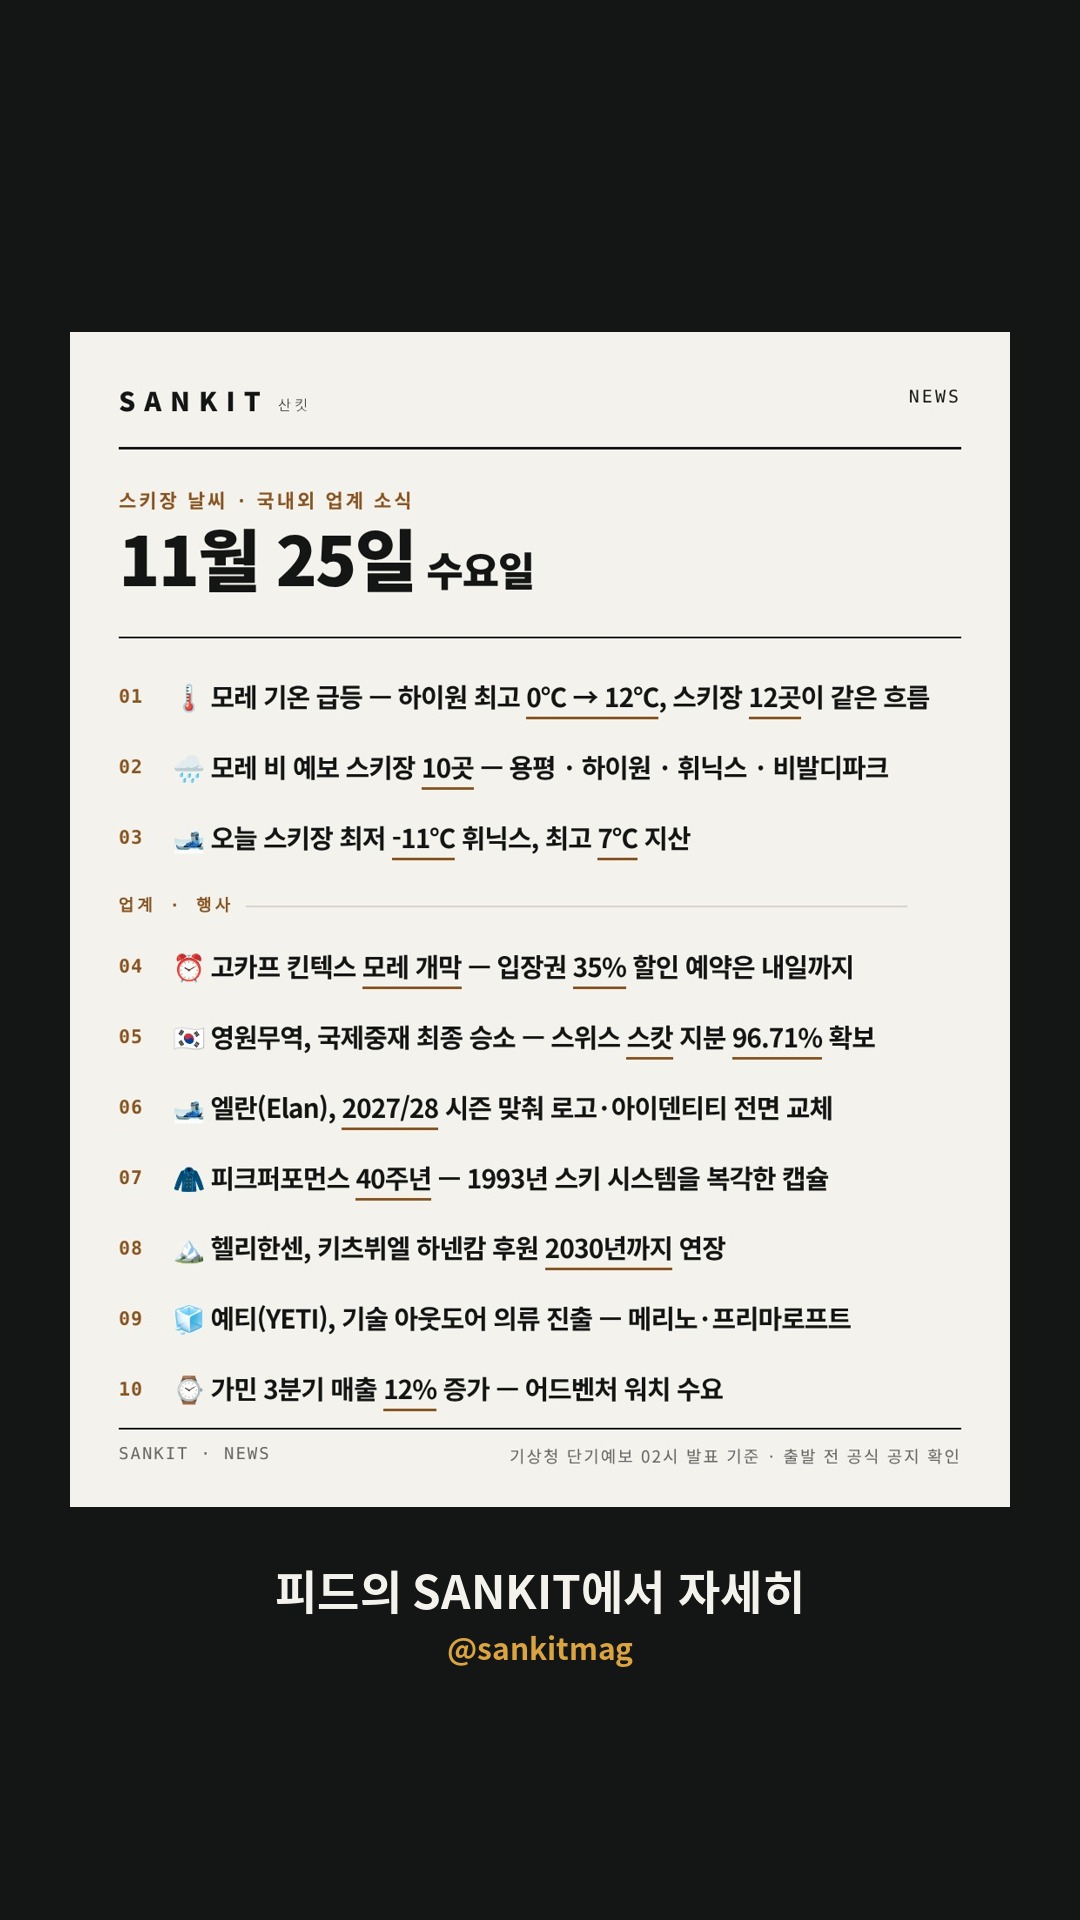 SANKIT 산킷
NEWS
스키장 날씨 · 국내외 업계 소식
11월 25일 수요일
01 모레 기온 급등 — 하이원 최고 0℃ → 12℃, 스키장 12곳이 같은 흐름
02 모레 비 예보 스키장 10곳 — 용평 · 하이원 · 휘닉스 · 비발디파크
03 오늘 스키장 최저 -11℃ 휘닉스, 최고 7℃ 지산
업계 · 행사
04 고카프 킨텍스 모레 개막 — 입장권 35% 할인 예약은 내일까지
05 영원무역, 국제중재 최종 승소 — 스위스 스캇 지분 96.71% 확보
06 엘란(Elan), 2027/28 시즌 맞춰 로고·아이덴티티 전면 교체
07 피크퍼포먼스 40주년 — 1993년 스키 시스템을 복각한 캡슐
08 헬리한센, 키츠뷔엘 하넨캄 후원 2030년까지 연장
09 예티(YETI), 기술 아웃도어 의류 진출 — 메리노·프리마로프트
10 가민 3분기 매출 12% 증가 — 어드벤처 워치 수요
SANKIT · NEWS
기상청 단기예보 02시 발표 기준 · 출발 전 공식 공지 확인
피드의 SANKIT에서 자세히
@sankitmag